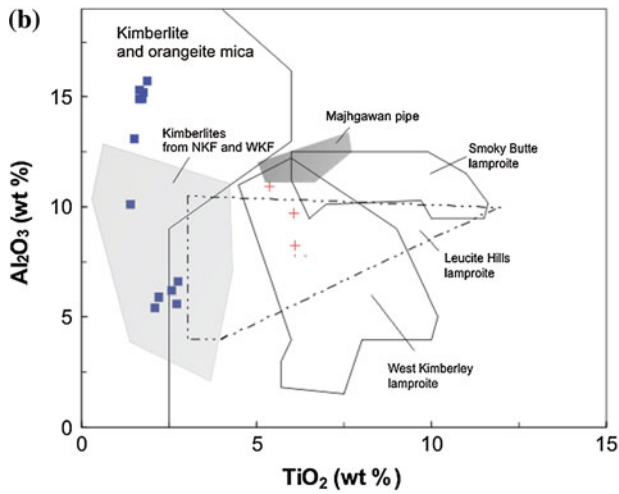 (b)
Kimberlite
and orangeite mica
Kimberlites
from NKF and WKF
Majhgawan pipe
Smoky Butte
lamproite
Leucite Hills
lamproite
West Kimberley
lamproite
Al₂O₃ (wt %)
15
10
5
0
0 5 10 15
TiO₂ (wt %)